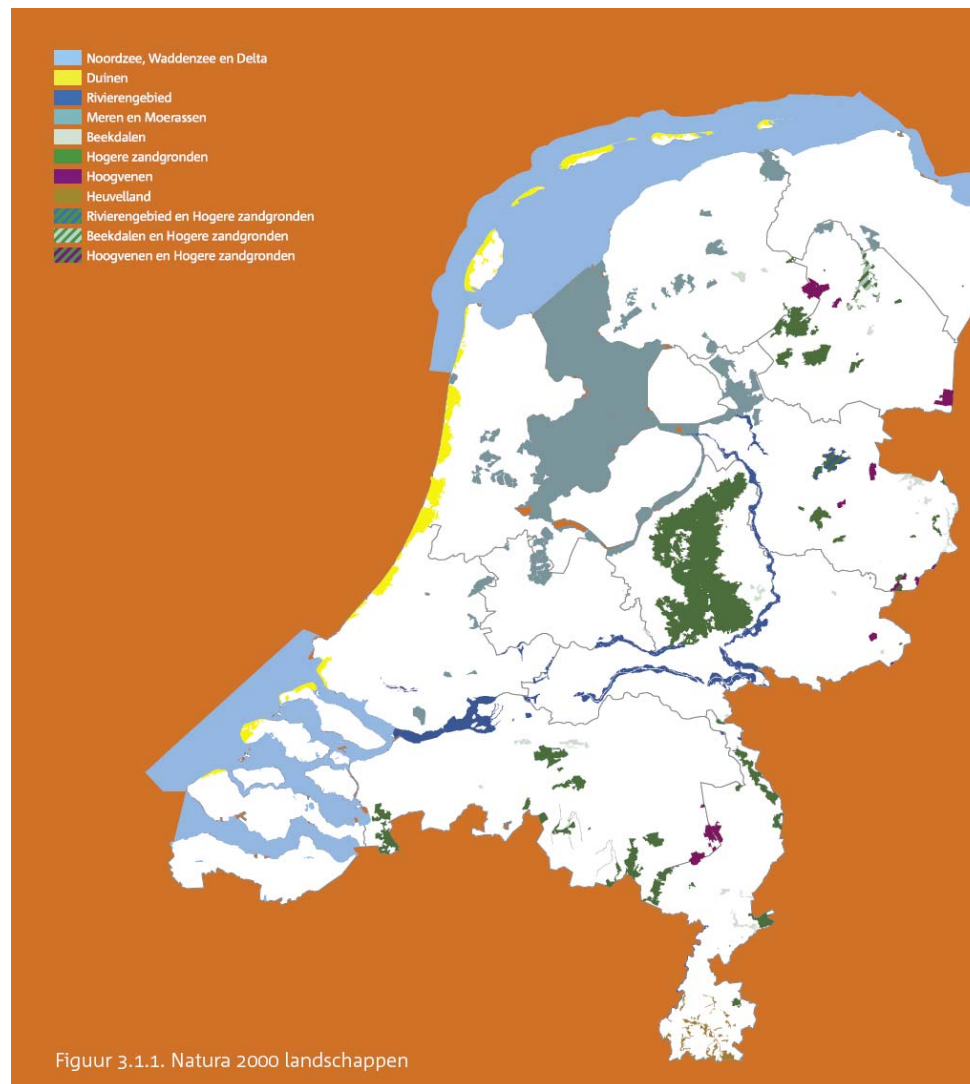 Noordzee, Waddenzee en Delta
Duinen
Rivierengebied
Meren en Moerassen
Beekdalen
Hogere zandgronden
Hoogvenen
Heuvelland
Rivierengebied en Hogere zandgronden
Beekdalen en Hogere zandgronden
Hoogvenen en Hogere zandgronden
Figuur 3.1.1. Natura 2000 landschappen